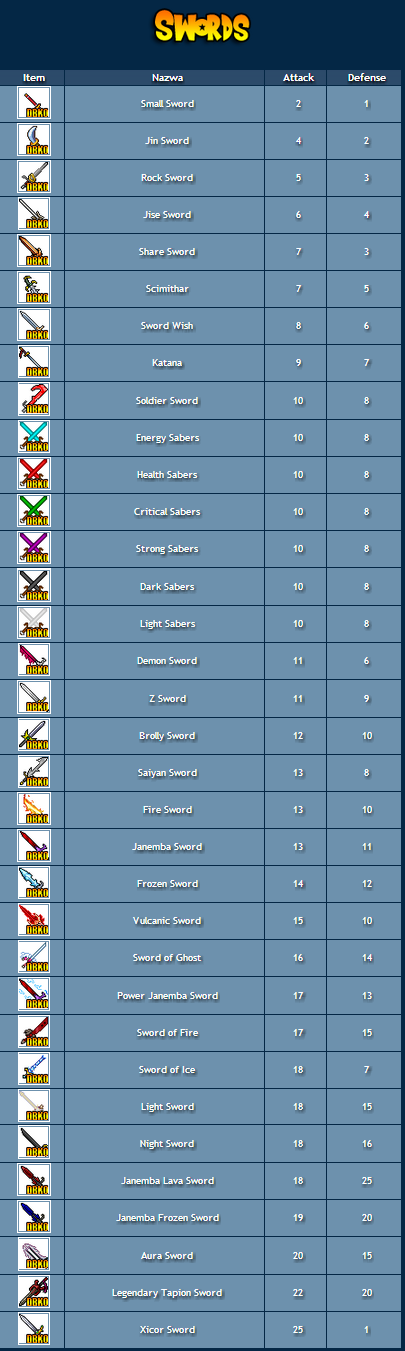 Swords
Item Nazwa Attack Defense
DBKO Small Sword 2 1
DBKO Jin Sword 4 2
DBKO Rock Sword 5 3
DBKO Jise Sword 6 4
DBKO Share Sword 7 3
DBKO Scimithar 7 5
DBKO Sword Wish 8 6
DBKO Katana 9 7
DBKO Soldier Sword 10 8
DBKO Energy Sabers 10 8
DBKO Health Sabers 10 8
DBKO Critical Sabers 10 8
DBKO Strong Sabers 10 8
DBKO Dark Sabers 10 8
DBKO Light Sabers 10 8
DBKO Demon Sword 11 6
DBKO Z Sword 11 9
DBKO Brolly Sword 12 10
DBKO Saiyan Sword 13 8
DBKO Fire Sword 13 10
DBKO Janemba Sword 13 11
DBKO Frozen Sword 14 12
DBKO Vulcanic Sword 15 10
DBKO Sword of Ghost 16 14
DBKO Power Janemba Sword 17 13
DBKO Sword of Fire 17 15
DBKO Sword of Ice 18 7
DBKO Light Sword 18 15
DBKO Night Sword 18 16
DBKO Janemba Lava Sword 18 25
DBKO Janemba Frozen Sword 19 20
DBKO Aura Sword 20 15
DBKO Legendary Tapion Sword 22 20
DBKO Xicor Sword 25 1